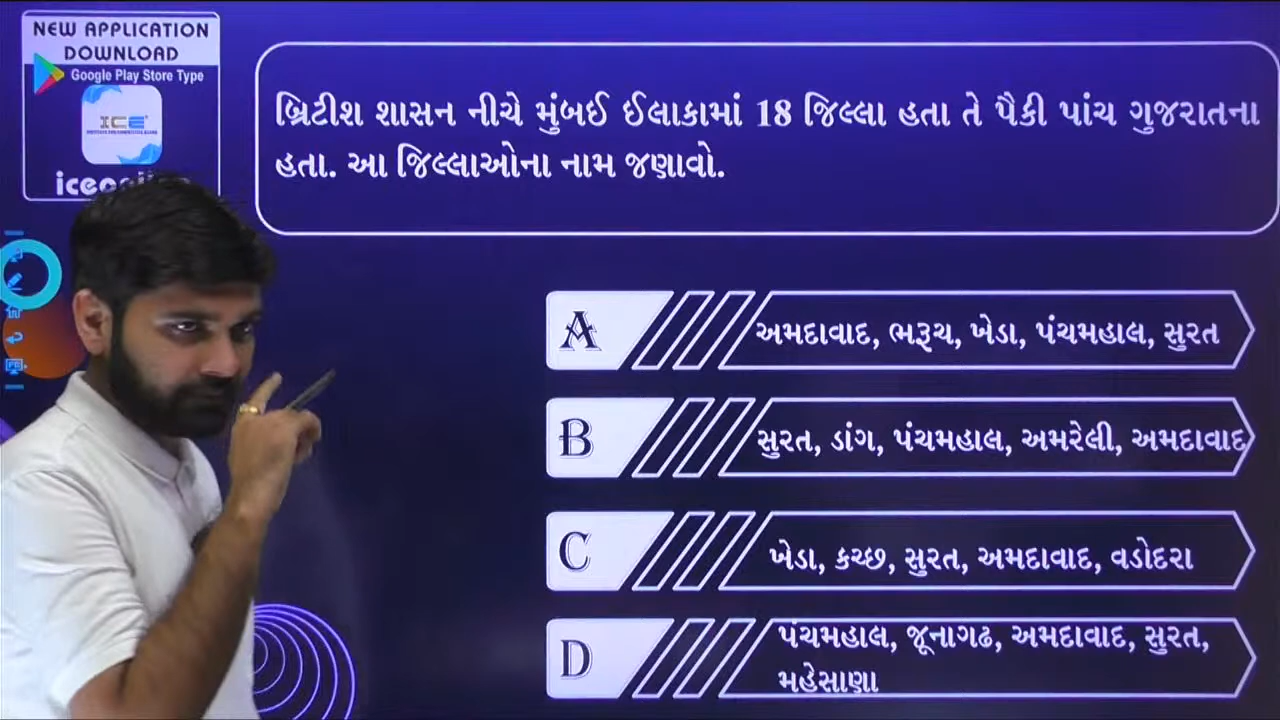 NEW APPLICATION
DOWNLOAD
Google Play Store Type
ICE
બ્રિટીશ શાસન નીચે મુંબઈ ઈલાકામાં 18 જિલ્લા હતા તે પૈકી પાંચ ગુજરાતના
હતા. આ જિલ્લાઓના નામ જણાવો.
A અમદાવાદ, ભરૂચ, ખેડા, પંચમહાલ, સુરત
B સુરત, ડાંગ, પંચમહાલ, અમરેલી, અમદાવાદ
C ખેડા, કચ્છ, સુરત, અમદાવાદ, વડોદરા
D પંચમહાલ, જૂનાગઢ, અમદાવાદ, સુરત,
મહેસાણા